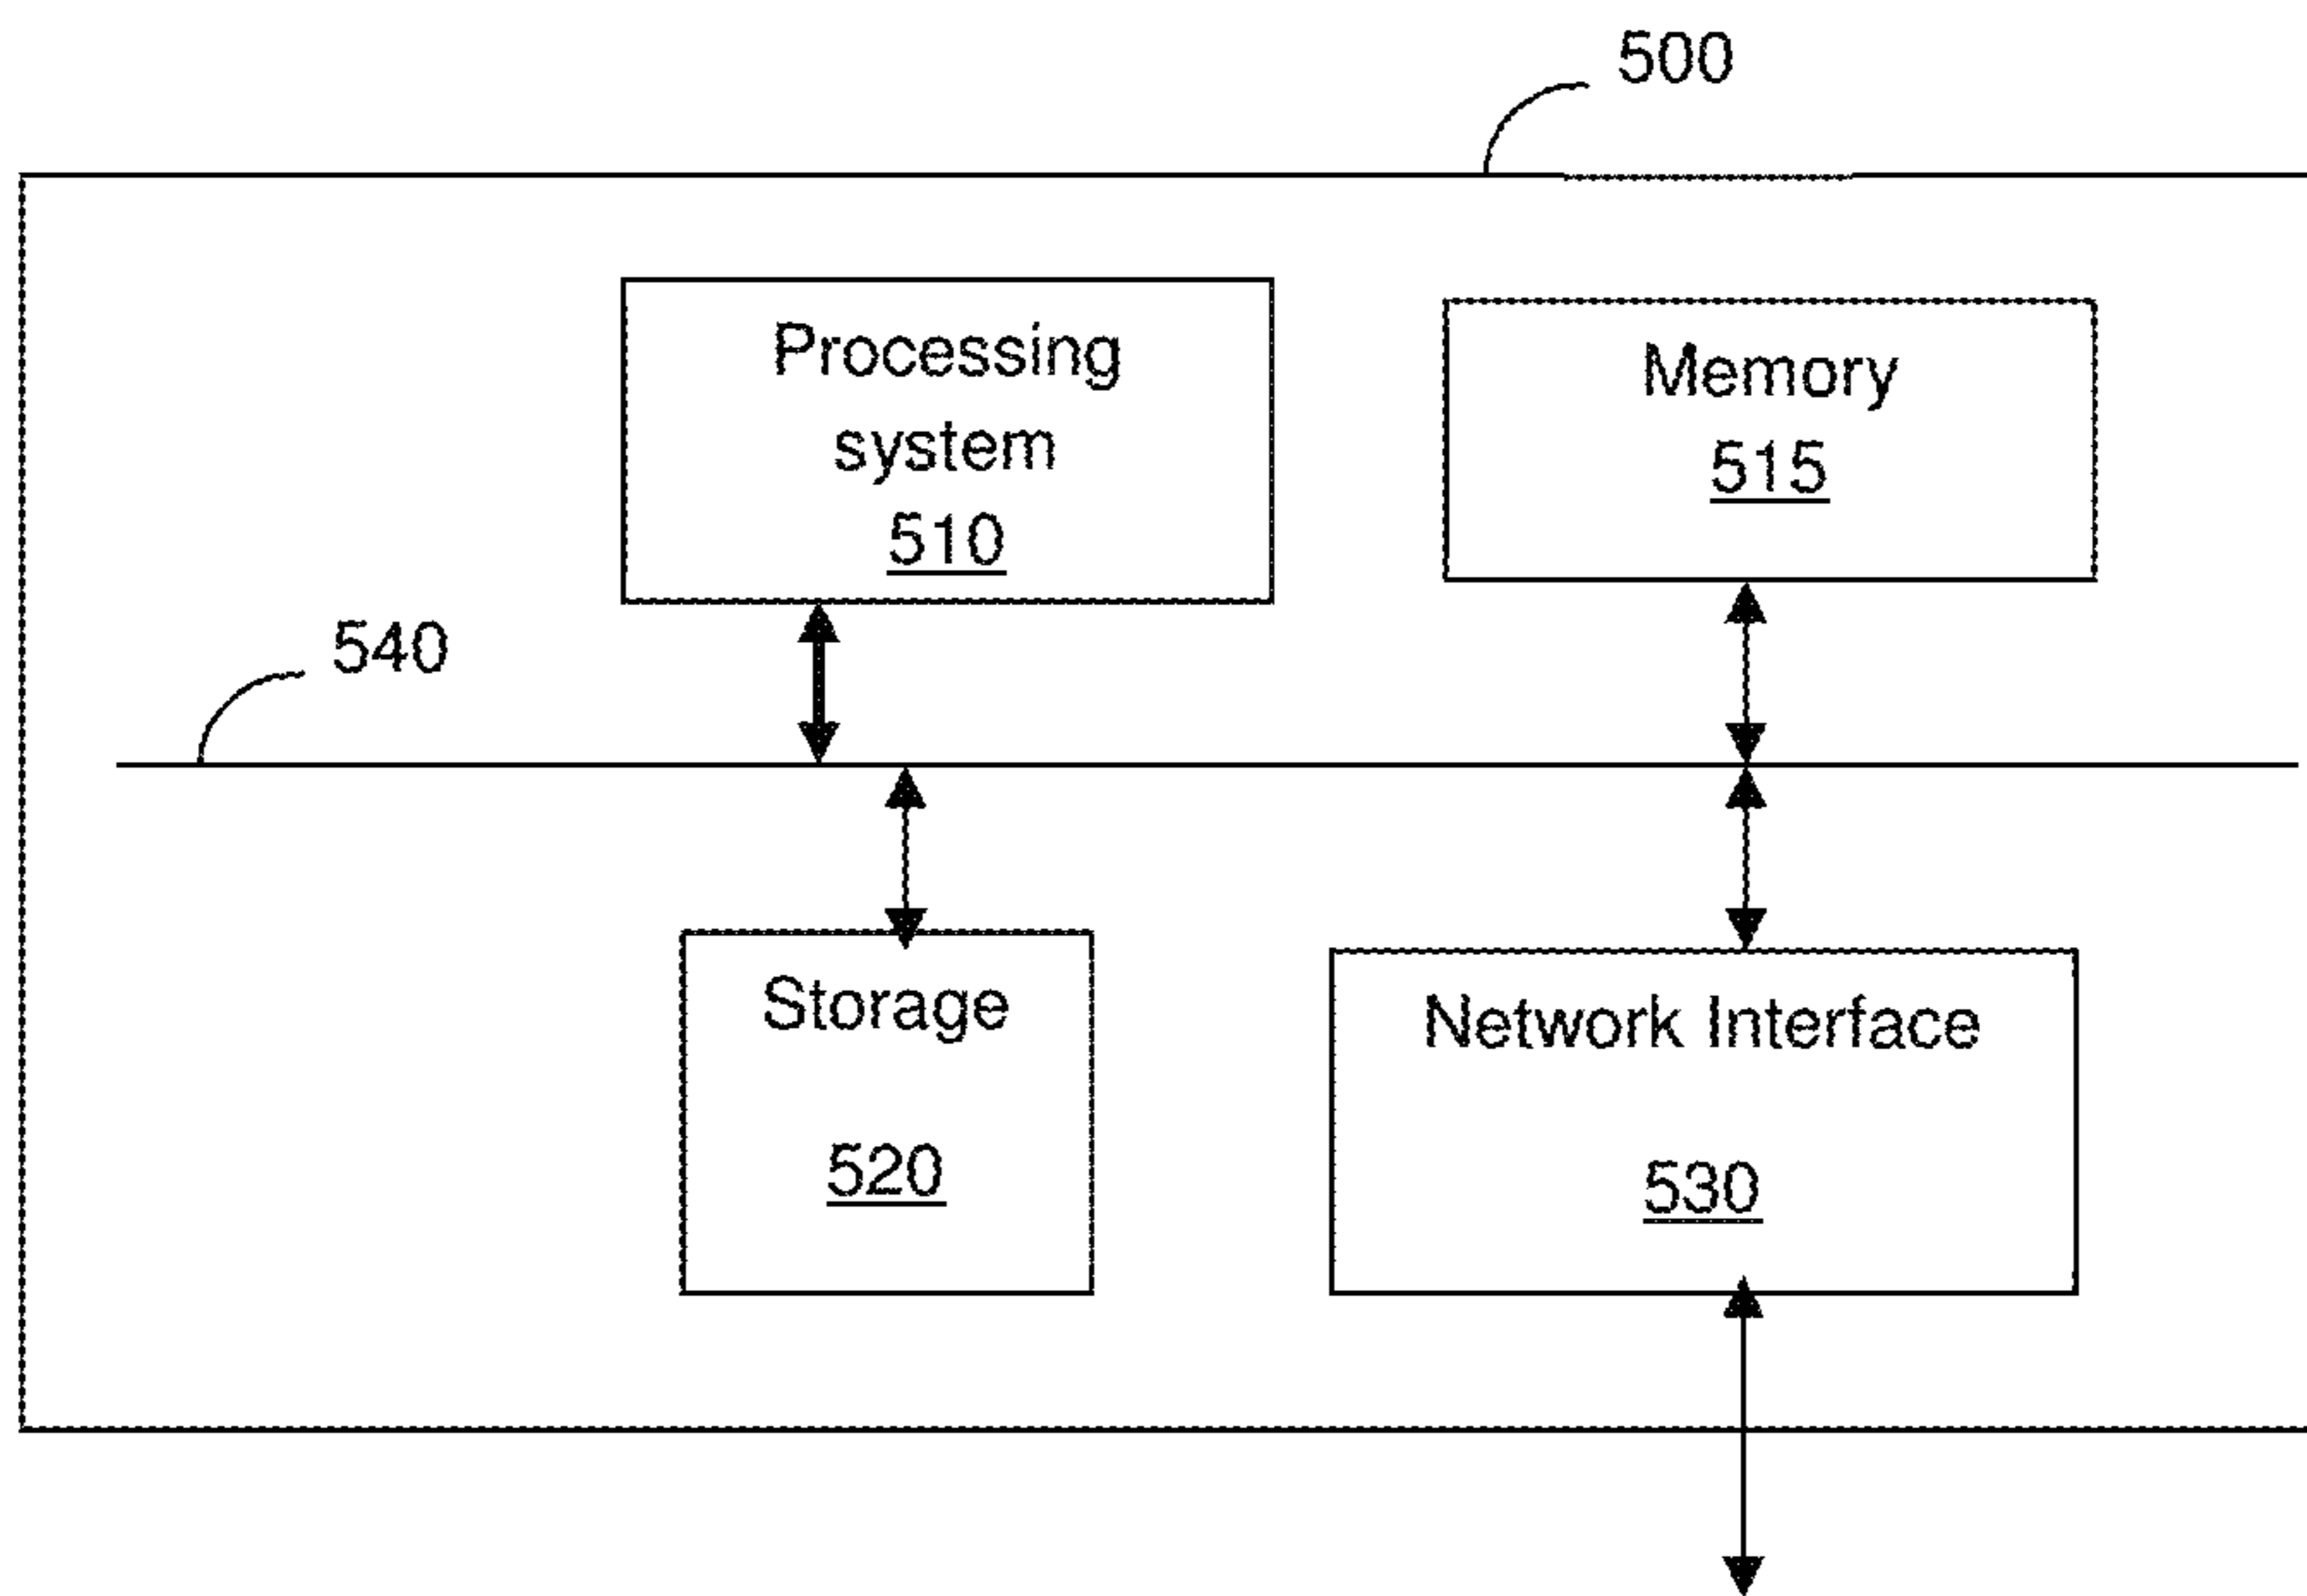 500
Processing
system
510
Memory
515
540
Storage
520
Network Interface
530